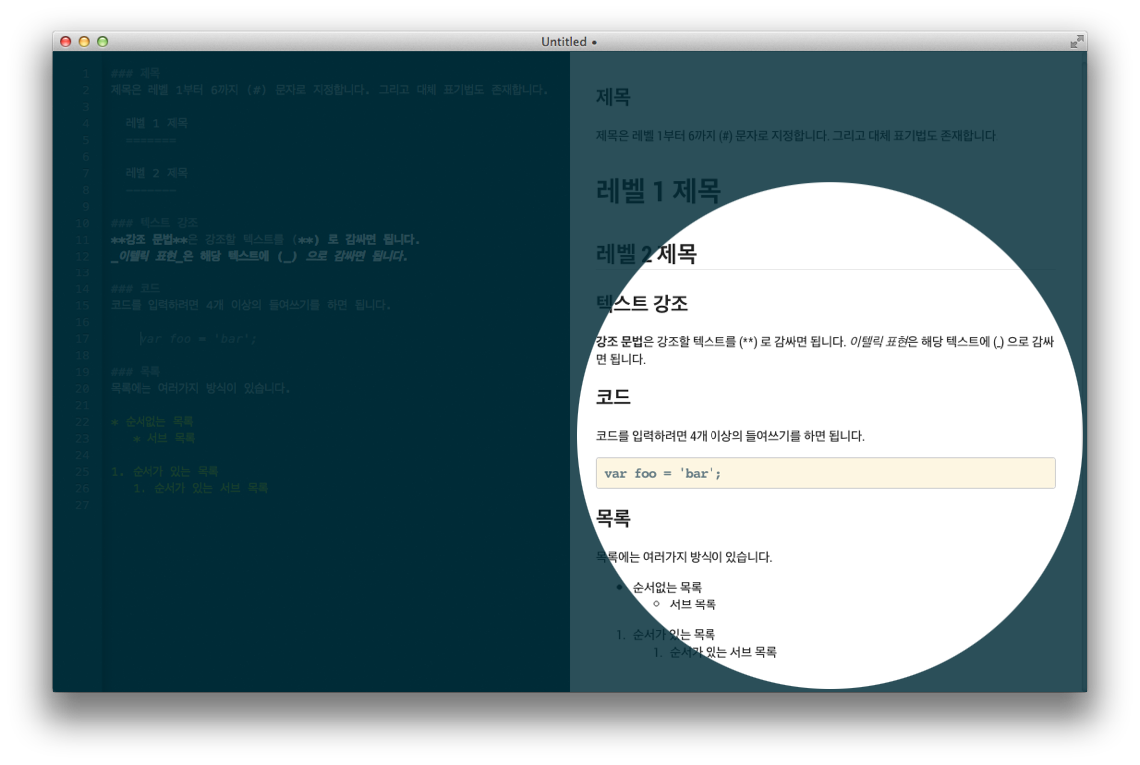 Untitled •
1 ### 제목
2 제목은 레벨 1부터 6까지 (#) 문자로 지정합니다. 그리고 대체 표기법도 존재합니다.
3
4 레벨 1 제목
5 =======
6
7 레벨 2 제목
8 -------
9
10 ### 텍스트 강조
11 **강조 문법**은 강조할 텍스트를 (**) 로 감싸면 됩니다.
12 _이텔릭 표현_은 해당 텍스트에 (_) 으로 감싸면 됩니다.
13
14 ### 코드
15 코드를 입력하려면 4개 이상의 들여쓰기를 하면 됩니다.
16
17 var foo = 'bar';
18
19 ### 목록
20 목록에는 여러가지 방식이 있습니다.
21
22 * 순서없는 목록
23 * 서브 목록
24
25 1. 순서가 있는 목록
26 1. 순서가 있는 서브 목록
27
제목
제목은 레벨 1부터 6까지 (#) 문자로 지정합니다. 그리고 대체 표기법도 존재합니다.
레벨 1 제목
레벨 2 제목
텍스트 강조
강조 문법은 강조할 텍스트를 (**) 로 감싸면 됩니다. 이텔릭 표현은 해당 텍스트에 (_) 으로 감싸
면 됩니다.
코드
코드를 입력하려면 4개 이상의 들여쓰기를 하면 됩니다.
var foo = 'bar';
목록
목록에는 여러가지 방식이 있습니다.
• 순서없는 목록
○ 서브 목록
1. 순서가 있는 목록
1. 순서가 있는 서브 목록